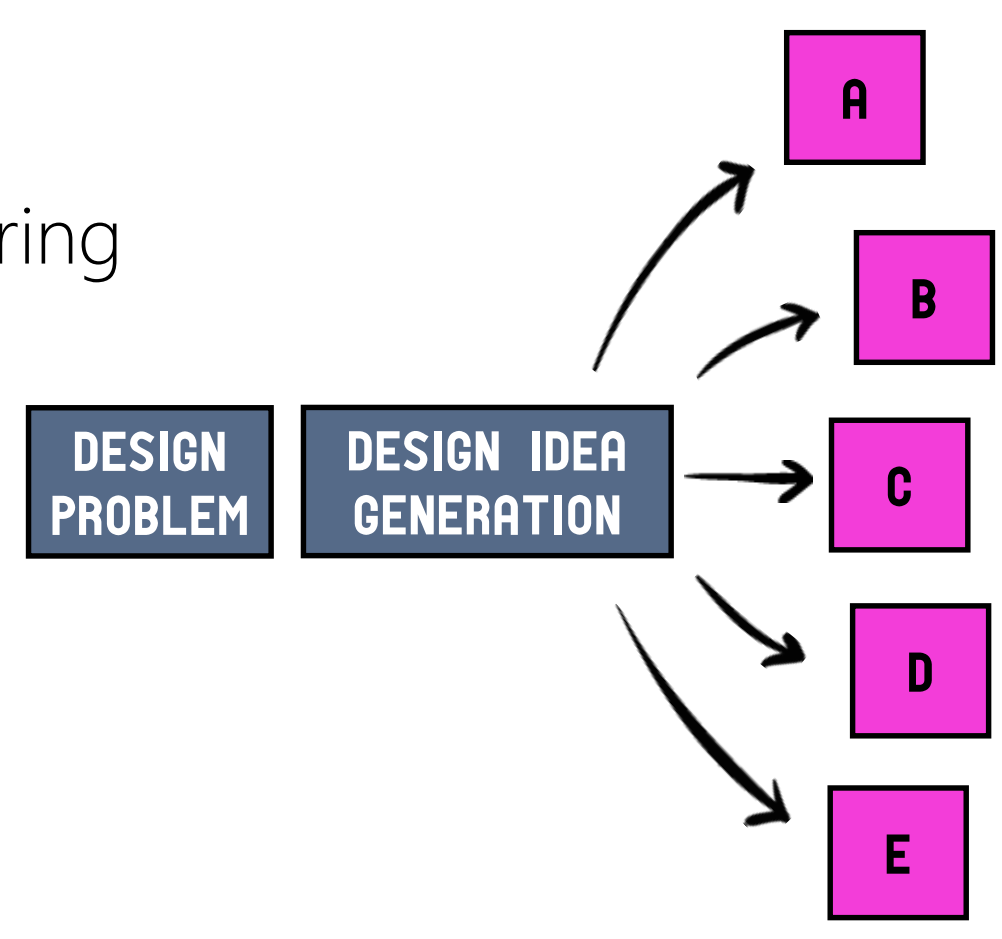 ring
DESIGN
PROBLEM
DESIGN IDEA
GENERATION
A
B
C
D
E